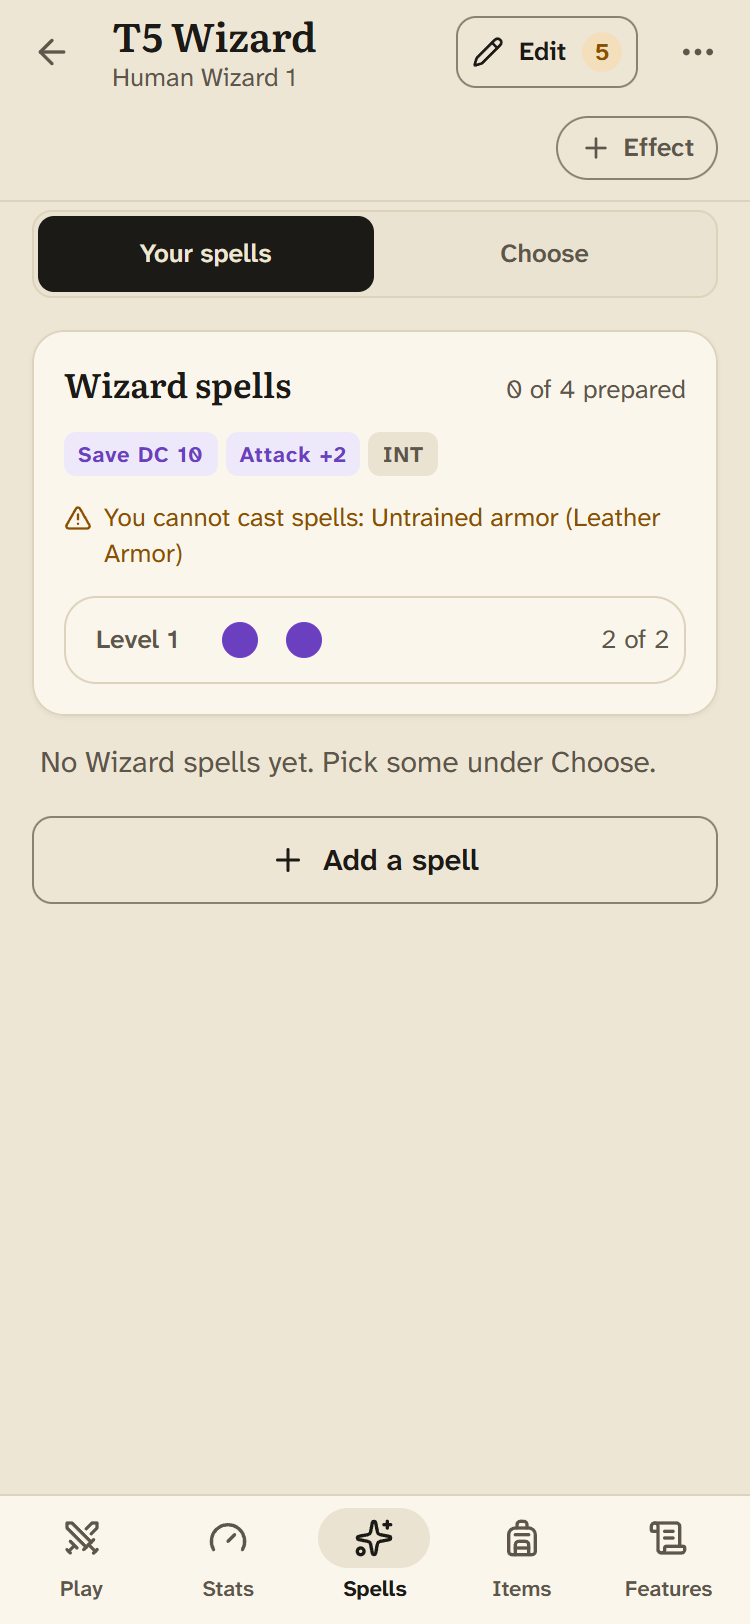 T5 Wizard
Human Wizard 1
Edit 5
Effect
Your spells
Choose
Wizard spells
0 of 4 prepared
Save DC 10
Attack +2
INT
You cannot cast spells: Untrained armor (Leather
Armor)
Level 1
2 of 2
No Wizard spells yet. Pick some under Choose.
Add a spell
Play
Stats
Spells
Items
Features